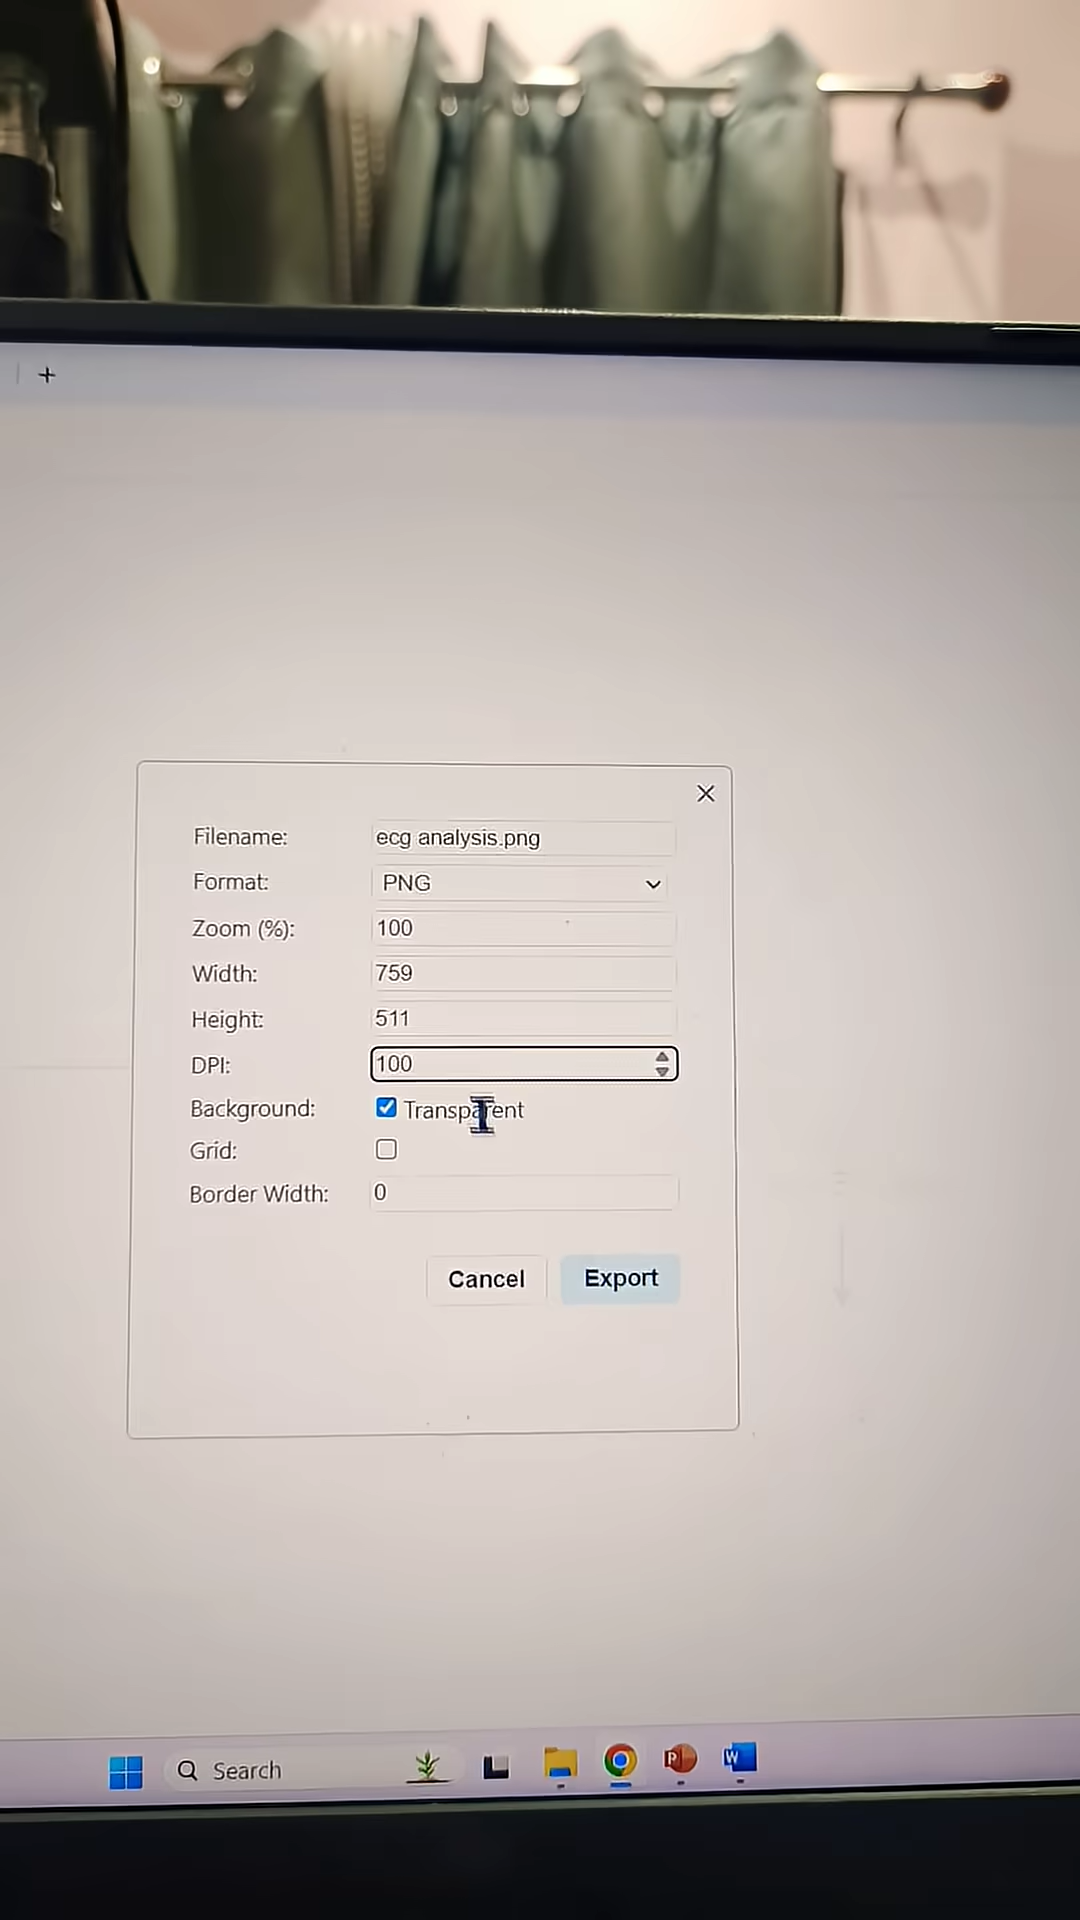 +
Filename: ecg analysis.png
Format: PNG
Zoom (%): 100
Width: 759
Height: 511
DPI: 100
Background: Transparent
Grid:
Border Width: 0
Cancel Export
Search
P W